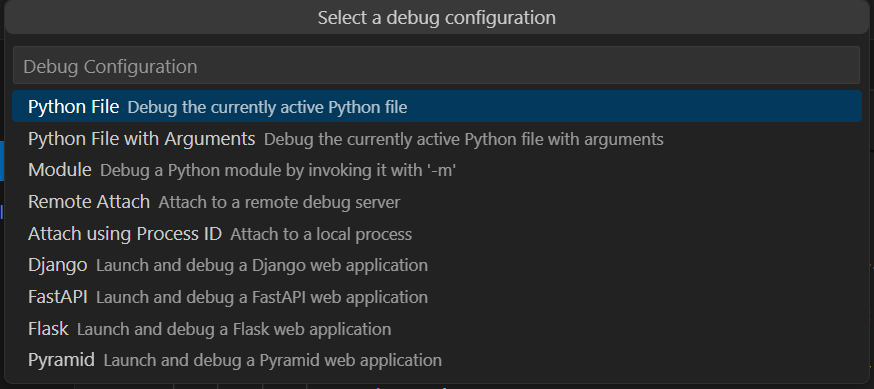 Select a debug configuration
Debug Configuration
Python File Debug the currently active Python file
Python File with Arguments Debug the currently active Python file with arguments
Module Debug a Python module by invoking it with '-m'
Remote Attach Attach to a remote debug server
Attach using Process ID Attach to a local process
Django Launch and debug a Django web application
FastAPI Launch and debug a FastAPI web application
Flask Launch and debug a Flask web application
Pyramid Launch and debug a Pyramid web application